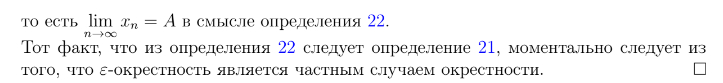 то есть lim x_n = A в смысле определения 22.
n→∞
Тот факт, что из определения 22 следует определение 21, моментально следует из
того, что ε-окрестность является частным случаем окрестности. □